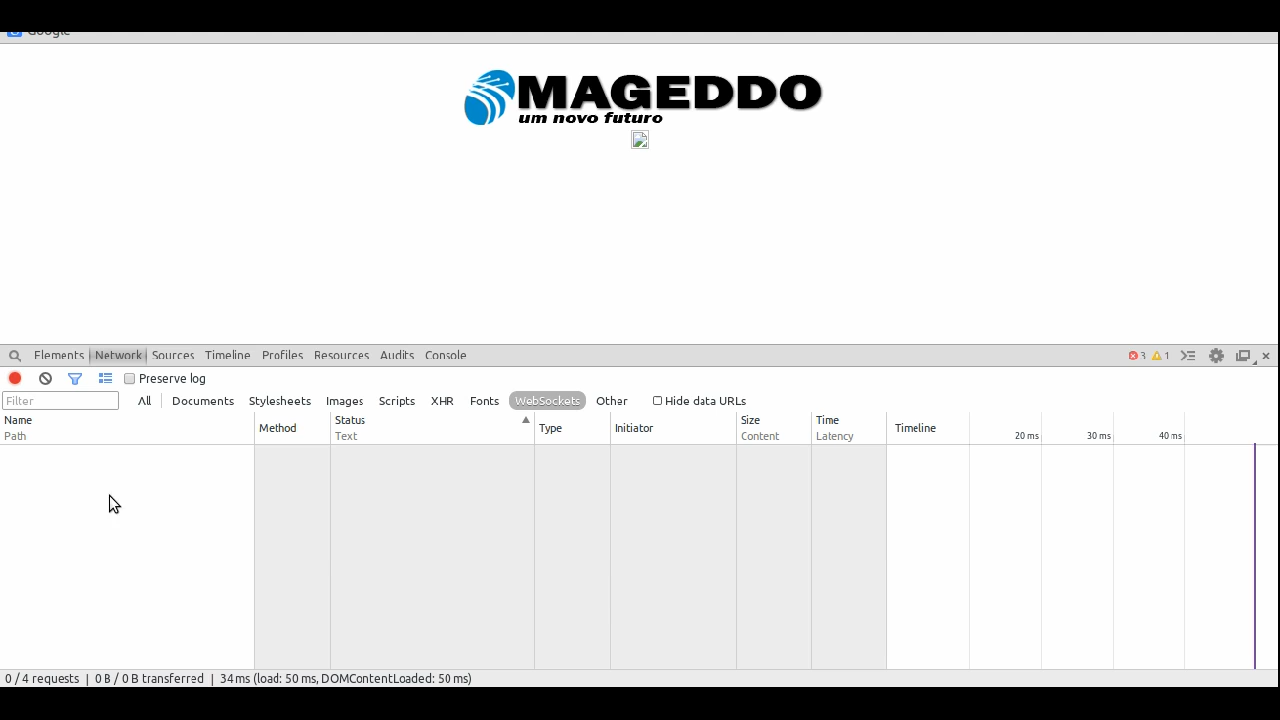 Google
MAGEDDO
um novo futuro
Elements Network Sources Timeline Profiles Resources Audits Console 3 1
Preserve log
Filter All Documents Stylesheets Images Scripts XHR Fonts WebSockets Other Hide data URLs
Name Path Method Status Text Type Initiator Size Content Time Latency Timeline 20 ms 30 ms 40 ms
0 / 4 requests | 0 B / 0 B transferred | 34 ms (load: 50 ms, DOMContentLoaded: 50 ms)